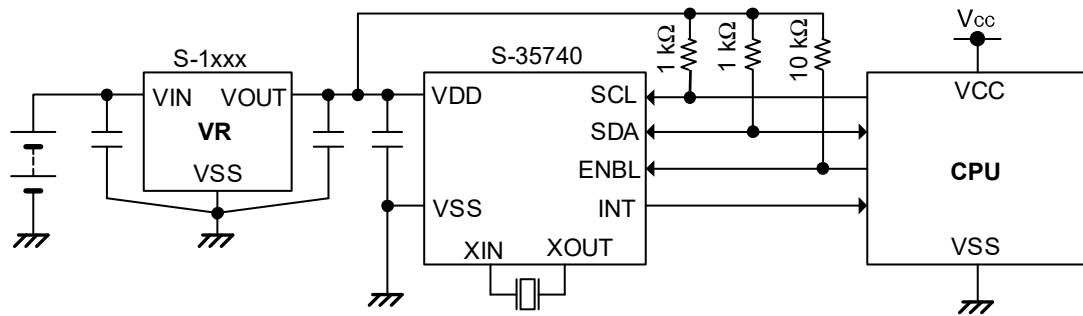 Vcc
1 kΩ
1 kΩ
10 kΩ
S-1xxx
S-35740
VIN
VOUT
VR
VSS
VDD
VSS
XIN
XOUT
SCL
SDA
ENBL
INT
VCC
CPU
VSS